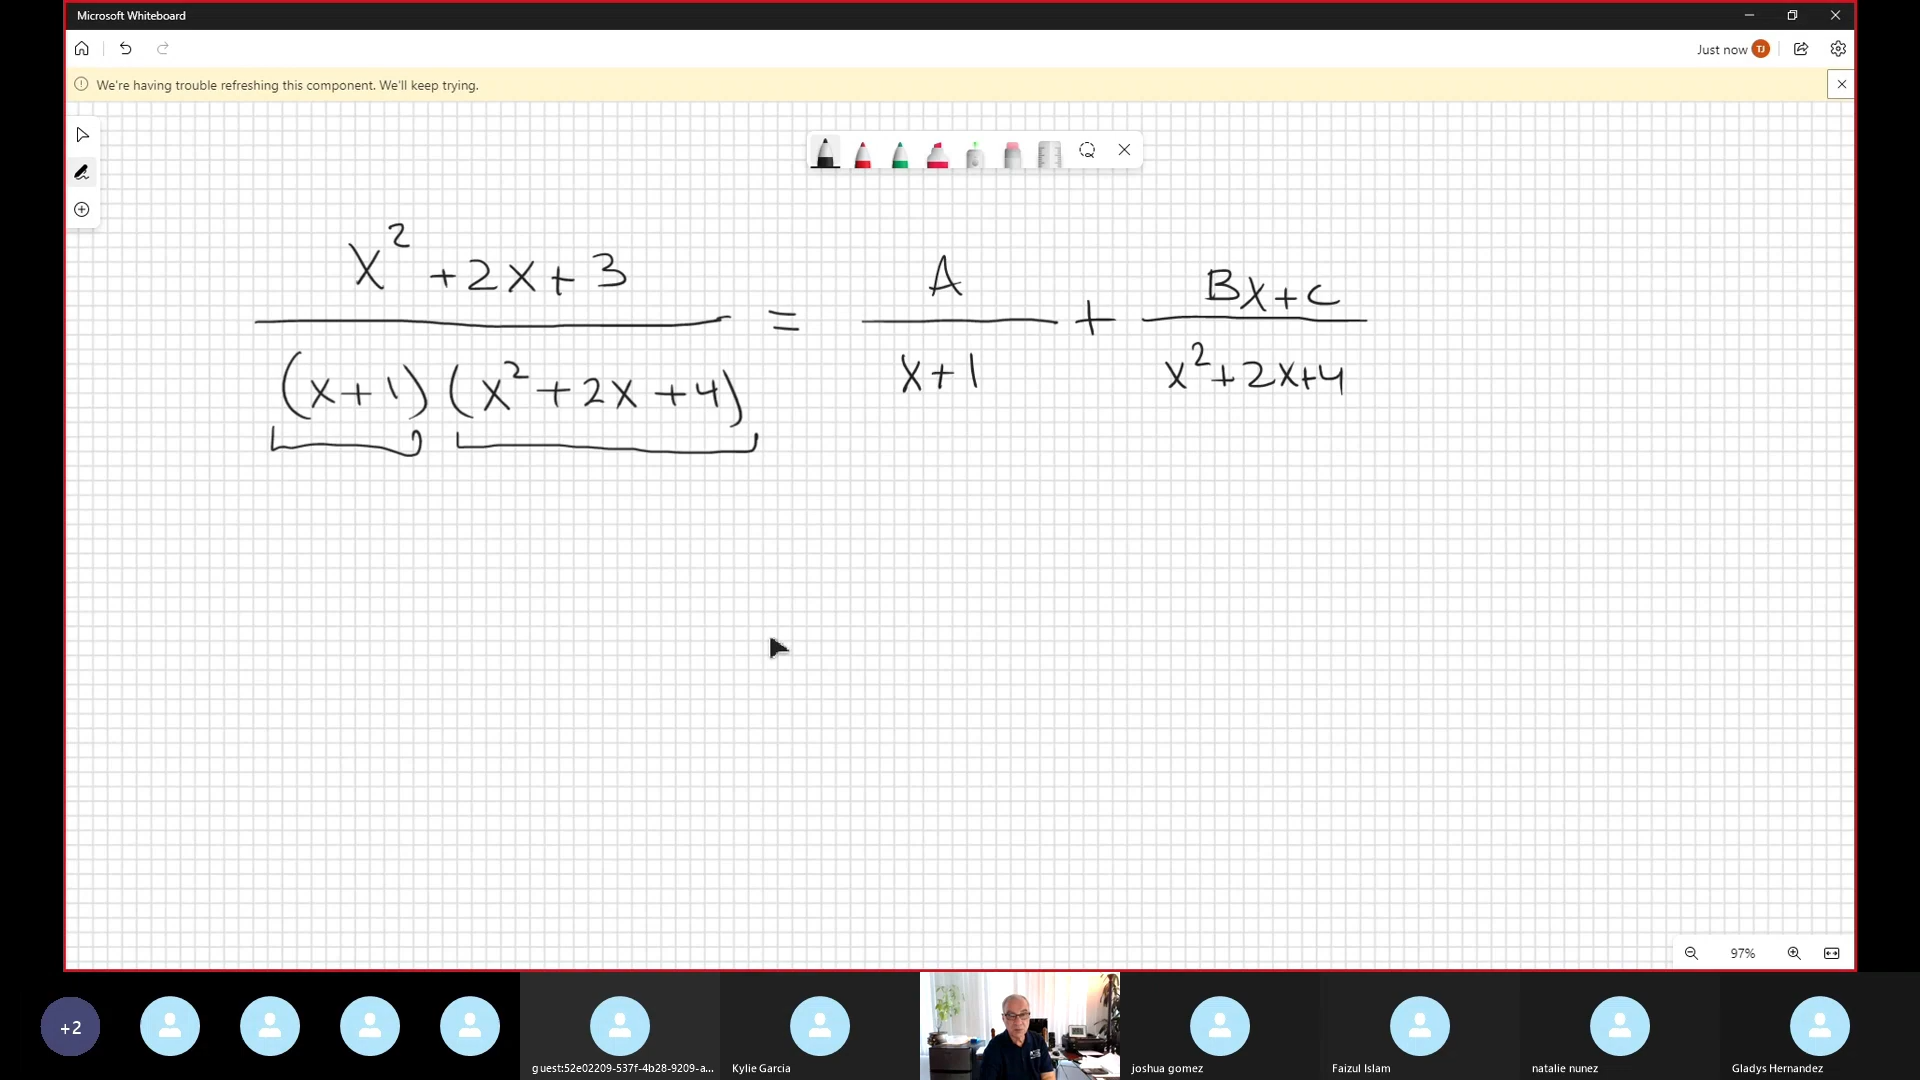 Microsoft Whiteboard
Just now TJ
We're having trouble refreshing this component. We'll keep trying.
x² + 2x + 3 / (x + 1) (x² + 2x + 4) = A / x + 1 + Bx + C / x² + 2x + 4
97%
+2
guest:52e02209-537f-4b28-9209-a...
Kylie Garcia
joshua gomez
Faizul Islam
natalie nunez
Gladys Hernandez